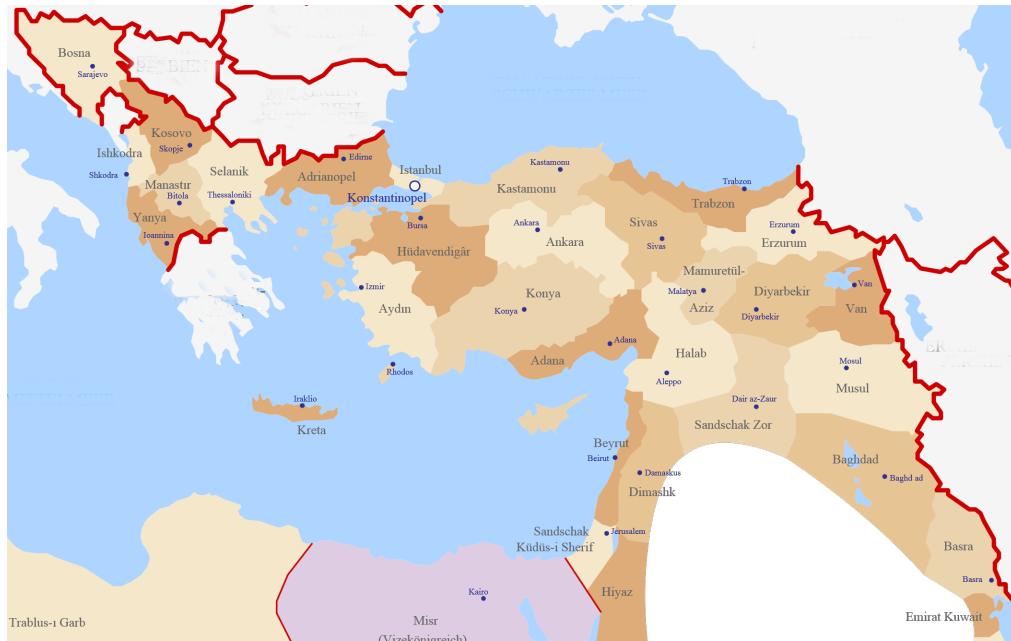 Bosna
Sarajevo
Kosovo
Skopje
Ishkodra
Shkodra
Selanik
Manastır
Bitola
Thessaloniki
Yanya
Ioannina
Edirne
Adrianopel
Istanbul
Konstantinopel
Bursa
Hüdavendigâr
Kastamonu
Kastamonu
Ankara
Ankara
Sivas
Sivas
Trabzon
Trabzon
Erzurum
Erzurum
Mamuretül-
Malatya
Aziz
Diyarbekir
Diyarbekir
Van
Van
Izmir
Aydın
Konya
Konya
Adana
Adana
Rhodos
Iraklio
Kreta
Halab
Aleppo
Mosul
Musul
Dair az-Zaur
Sandschak Zor
Beyrut
Beirut
Damaskus
Dimashk
Baghdad
Baghd ad
Sandschak
Küdüs-i Sherif
Jerusalem
Hiyaz
Basra
Basra
Emirat Kuwait
Trablus-ı Garb
Kairo
Misr
(Vizekönigreich)